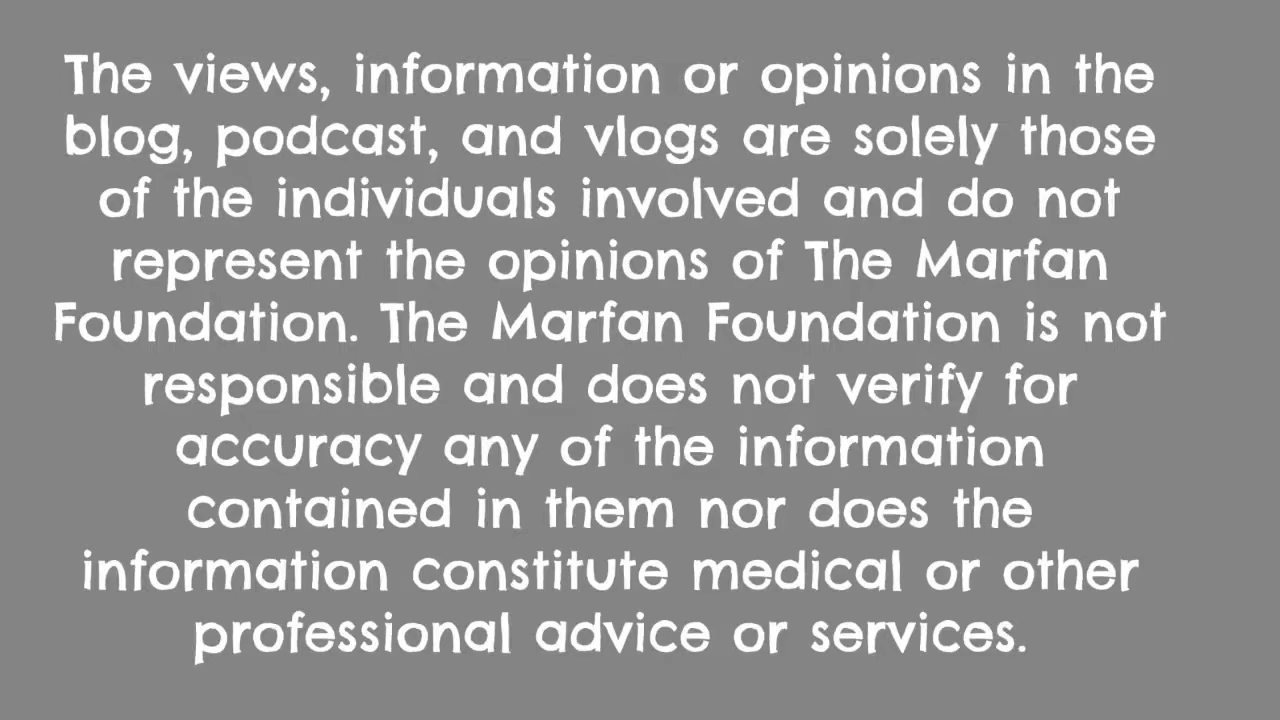 The views, information or opinions in the
blog, podcast, and vlogs are solely those
of the individuals involved and do not
represent the opinions of The Marfan
Foundation. The Marfan Foundation is not
responsible and does not verify for
accuracy any of the information
contained in them nor does the
information constitute medical or other
professional advice or services.